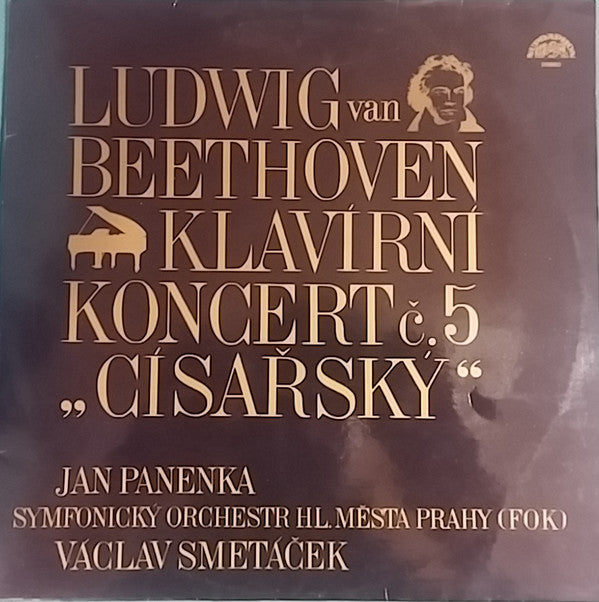 LUDWIG van
BEETHOVEN
KLAVÍRNÍ
KONCERT č. 5
„CÍSAŘSKÝ“
JAN PANENKA
SYMFONICKÝ ORCHESTR HL. MĚSTA PRAHY (FOK)
VÁCLAV SMETÁČEK